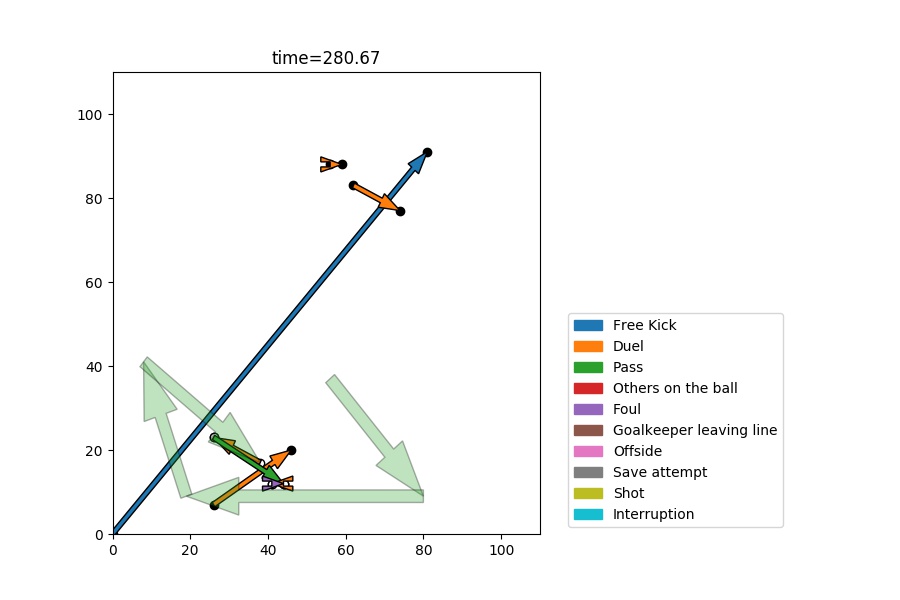 time=280.67
100
80
60
40
20
0
0 20 40 60 80 100
Free Kick
Duel
Pass
Others on the ball
Foul
Goalkeeper leaving line
Offside
Save attempt
Shot
Interruption